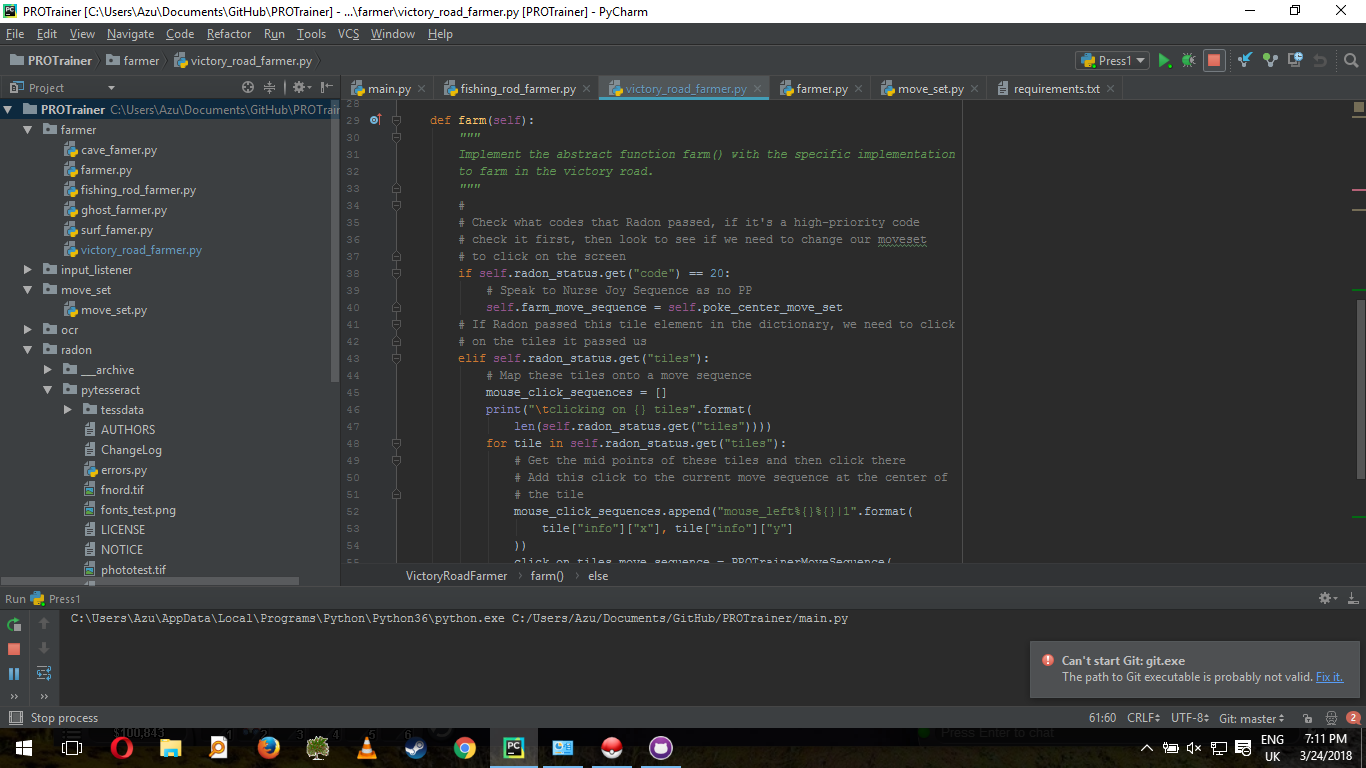 PROTrainer [C:\Users\Azu\Documents\GitHub\PROTrainer] - ...\farmer\victory_road_farmer.py [PROTrainer] - PyCharm
File Edit View Navigate Code Refactor Run Tools VCS Window Help
PROTrainer farmer victory_road_farmer.py Press1
Project main.py fishing_rod_farmer.py victory_road_farmer.py farmer.py move_set.py requirements.txt
PROTrainer C:\Users\Azu\Documents\GitHub\PROTrain
farmer
cave_famer.py
farmer.py
fishing_rod_farmer.py
ghost_farmer.py
surf_famer.py
victory_road_farmer.py
input_listener
move_set
move_set.py
ocr
radon
__archive
pytesseract
tessdata
AUTHORS
ChangeLog
errors.py
fnord.tif
fonts_test.png
LICENSE
NOTICE
phototest.tif
28
29 def farm(self):
30 """
31 Implement the abstract function farm() with the specific implementation
32 to farm in the victory road.
33 """
34 #
35 # Check what codes that Radon passed, if it's a high-priority code
36 # check it first, then look to see if we need to change our moveset
37 # to click on the screen
38 if self.radon_status.get("code") == 20:
39 # Speak to Nurse Joy Sequence as no PP
40 self.farm_move_sequence = self.poke_center_move_set
41 # If Radon passed this tile element in the dictionary, we need to click
42 # on the tiles it passed us
43 elif self.radon_status.get("tiles"):
44 # Map these tiles onto a move sequence
45 mouse_click_sequences = []
46 print("\tclicking on {} tiles".format(
47 len(self.radon_status.get("tiles"))))
48 for tile in self.radon_status.get("tiles"):
49 # Get the mid points of these tiles and then click there
50 # Add this click to the current move sequence at the center of
51 # the tile
52 mouse_click_sequences.append("mouse_left%{}%{}|1".format(
53 tile["info"]["x"], tile["info"]["y"]
54 ))
55 click_on_tiles_move_sequence = PROTrainerMoveSequence(
VictoryRoadFarmer farm() else
Run Press1
C:\Users\Azu\AppData\Local\Programs\Python\Python36\python.exe C:/Users/Azu/Documents/GitHub/PROTrainer/main.py
Can't start Git: git.exe
The path to Git executable is probably not valid. Fix it.
Stop process 61:60 CRLF UTF-8 Git: master 2
$100,843 1 2 3 4 5 6 Press Enter to chat
ENG 7:11 PM
UK 3/24/2018